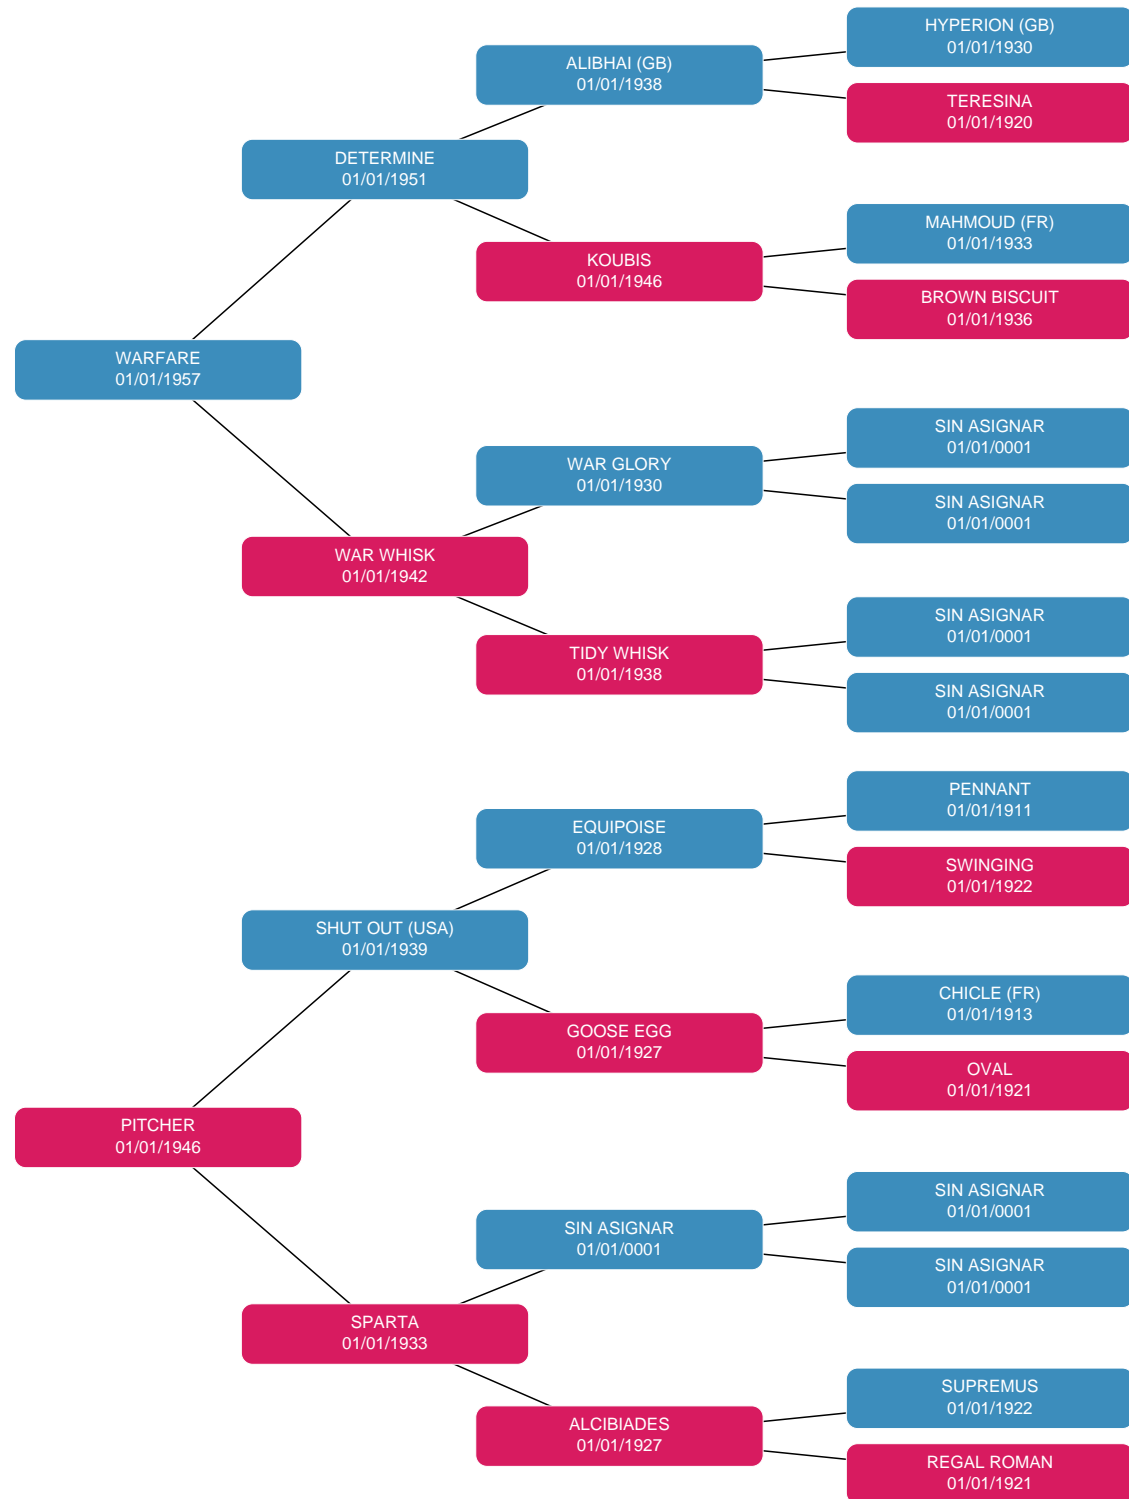 HYPERION (GB)
01/01/1930
ALIBHAI (GB)
01/01/1938
TERESINA
01/01/1920
DETERMINE
01/01/1951
MAHMOUD (FR)
01/01/1933
KOUBIS
01/01/1946
BROWN BISCUIT
01/01/1936
WARFARE
01/01/1957
SIN ASIGNAR
01/01/0001
WAR GLORY
01/01/1930
SIN ASIGNAR
01/01/0001
WAR WHISK
01/01/1942
SIN ASIGNAR
01/01/0001
TIDY WHISK
01/01/1938
SIN ASIGNAR
01/01/0001
PENNANT
01/01/1911
EQUIPOISE
01/01/1928
SWINGING
01/01/1922
SHUT OUT (USA)
01/01/1939
CHICLE (FR)
01/01/1913
GOOSE EGG
01/01/1927
OVAL
01/01/1921
PITCHER
01/01/1946
SIN ASIGNAR
01/01/0001
SIN ASIGNAR
01/01/0001
SIN ASIGNAR
01/01/0001
SPARTA
01/01/1933
SUPREMUS
01/01/1922
ALCIBIADES
01/01/1927
REGAL ROMAN
01/01/1921